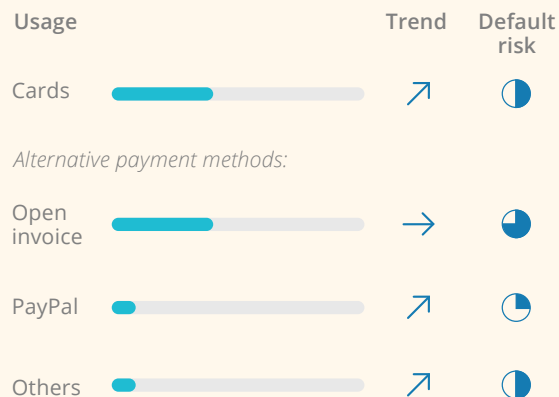 Usage
Trend
Default
risk
Cards
Alternative payment methods:
Open
invoice
PayPal
Others